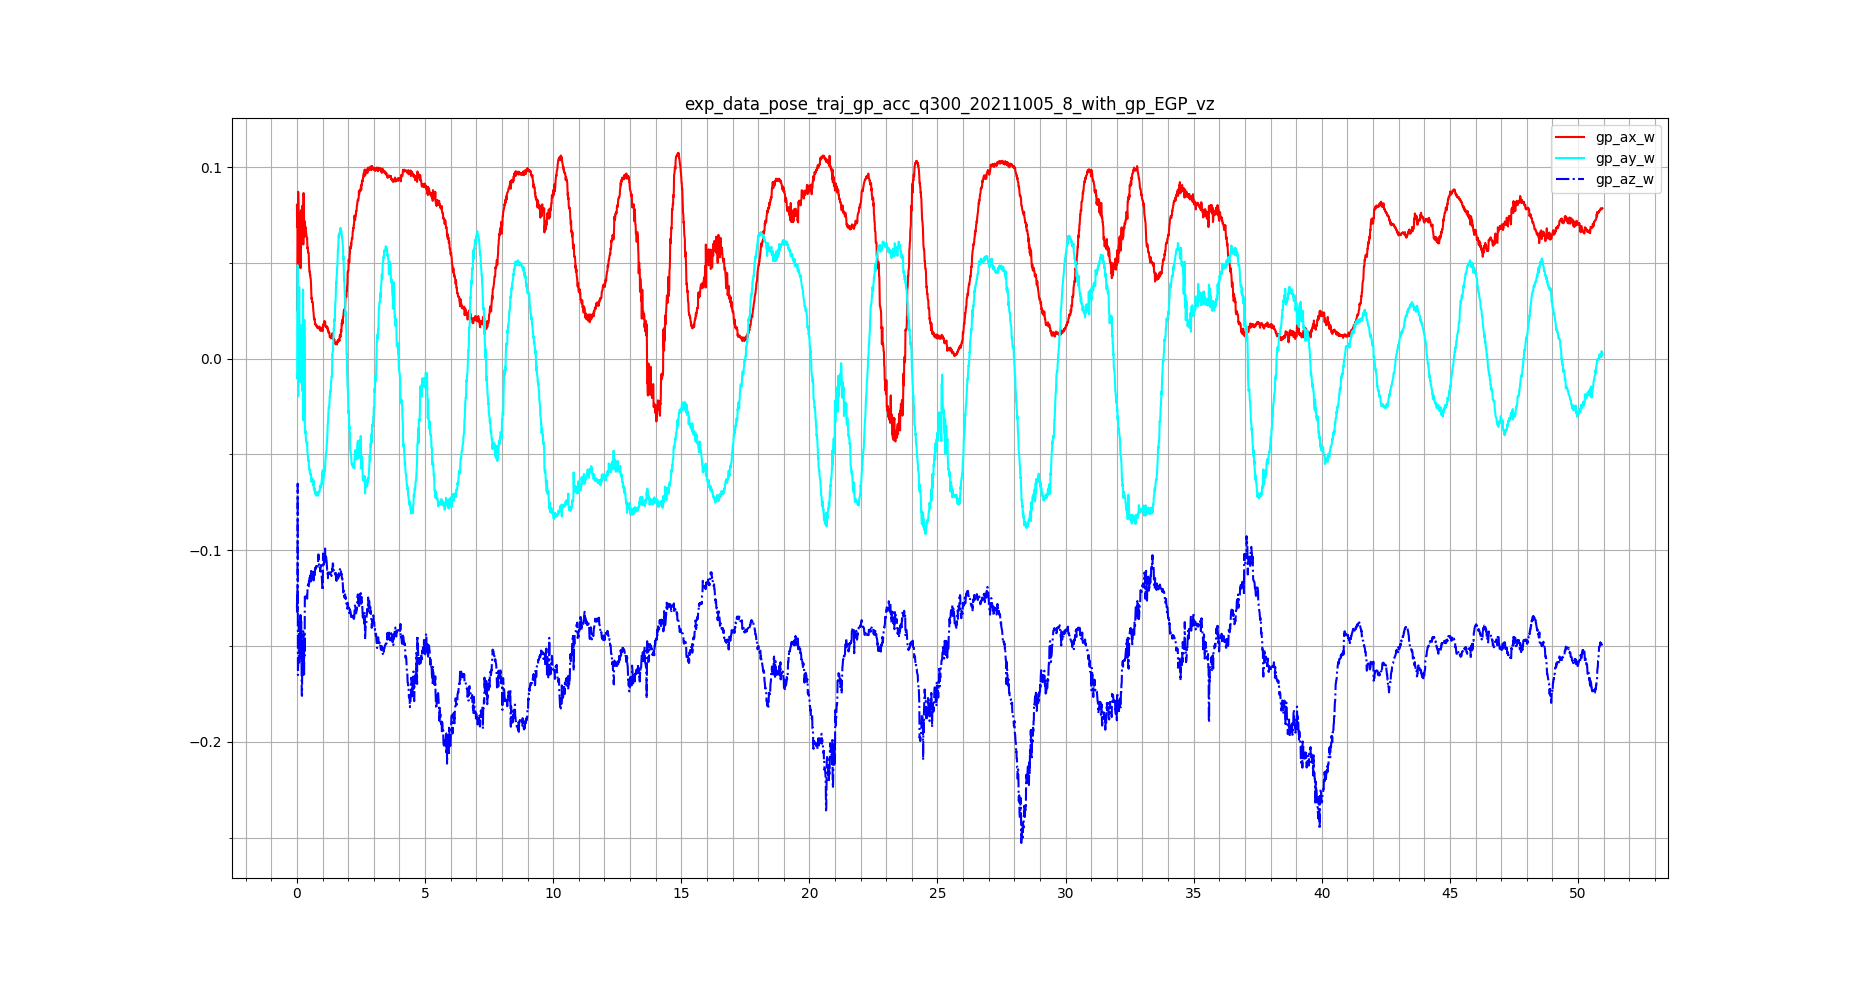 exp_data_pose_traj_gp_acc_q300_20211005_8_with_gp_EGP_vz
gp_ax_w
gp_ay_w
gp_az_w
0.1
0.0
−0.1
−0.2
0 5 10 15 20 25 30 35 40 45 50